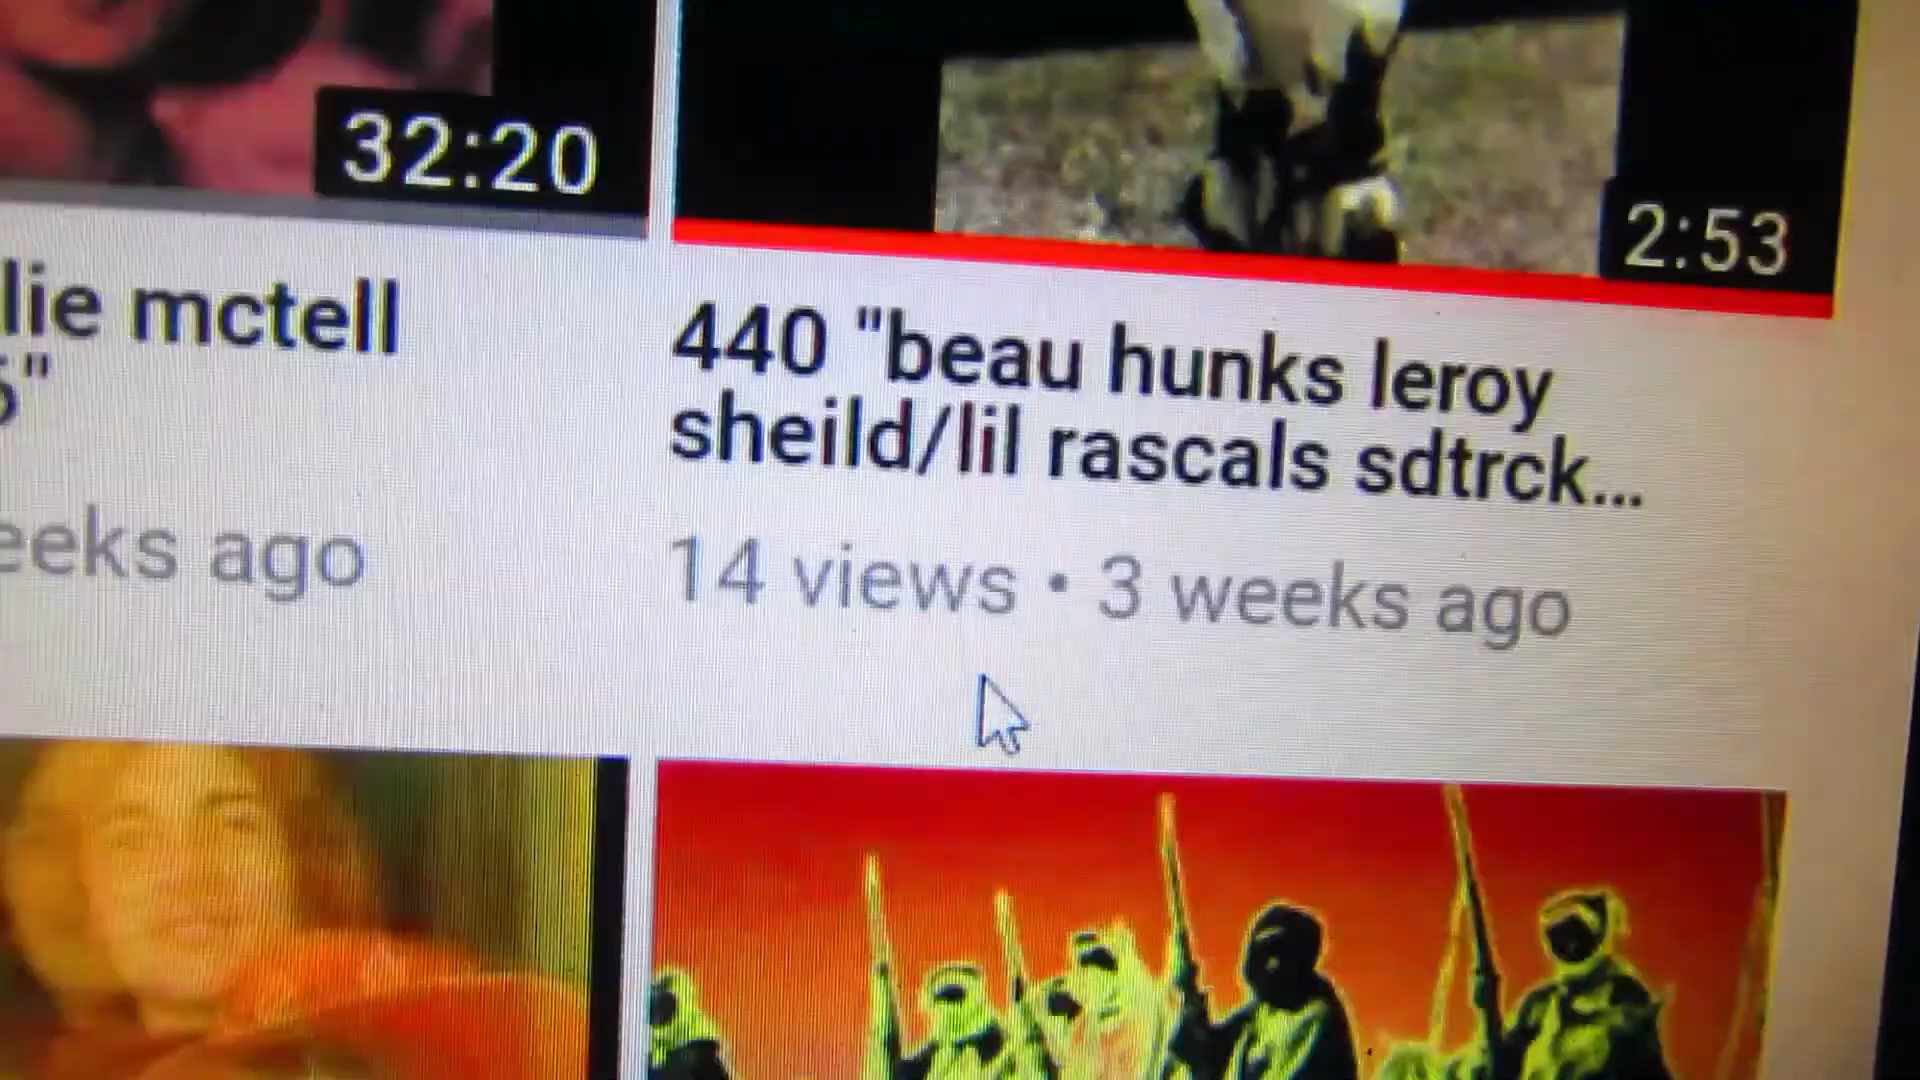 32:20
2:53
lie mctell
5"
eeks ago
440 "beau hunks leroy
sheild/lil rascals sdtrck...
14 views • 3 weeks ago